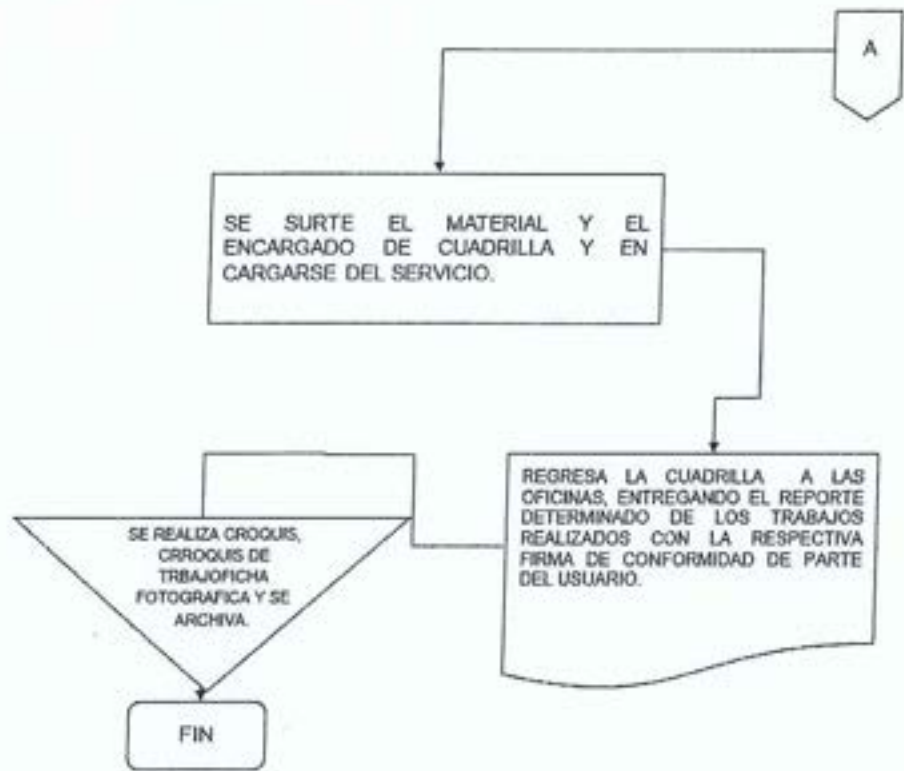 A
SE SURTE EL MATERIAL Y EL
ENCARGADO DE CUADRILLA Y EN
CARGARSE DEL SERVICIO.
REGRESA LA CUADRILLA A LAS
OFICINAS, ENTREGANDO EL REPORTE
DETERMINADO DE LOS TRABAJOS
REALIZADOS CON LA RESPECTIVA
FIRMA DE CONFORMIDAD DE PARTE
DEL USUARIO.
SE REALIZA CROQUIS,
CRROQUIS DE
TRBAJOFICHA
FOTOGRAFICA Y SE
ARCHIVA.
FIN